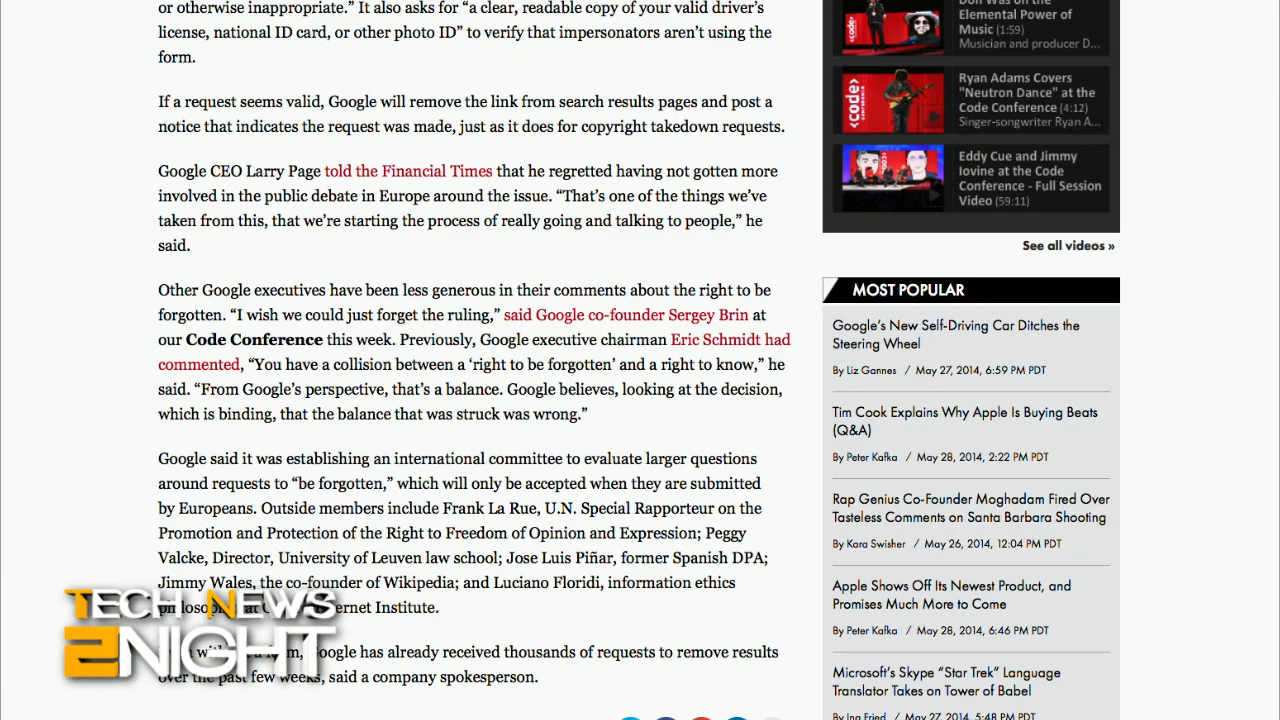 or otherwise inappropriate.” It also asks for “a clear, readable copy of your valid driver’s
license, national ID card, or other photo ID” to verify that impersonators aren’t using the
form.
If a request seems valid, Google will remove the link from search results pages and post a
notice that indicates the request was made, just as it does for copyright takedown requests.
Google CEO Larry Page told the Financial Times that he regretted having not gotten more
involved in the public debate in Europe around the issue. “That’s one of the things we’ve
taken from this, that we’re starting the process of really going and talking to people,” he
said.
Other Google executives have been less generous in their comments about the right to be
forgotten. “I wish we could just forget the ruling,” said Google co-founder Sergey Brin at
our Code Conference this week. Previously, Google executive chairman Eric Schmidt had
commented, “You have a collision between a ‘right to be forgotten’ and a right to know,” he
said. “From Google’s perspective, that’s a balance. Google believes, looking at the decision,
which is binding, that the balance that was struck was wrong.”
Google said it was establishing an international committee to evaluate larger questions
around requests to “be forgotten,” which will only be accepted when they are submitted
by Europeans. Outside members include Frank La Rue, U.N. Special Rapporteur on the
Promotion and Protection of the Right to Freedom of Opinion and Expression; Peggy
Valcke, Director, University of Leuven law school; Jose Luis Piñar, former Spanish DPA;
Jimmy Wales, the co-founder of Wikipedia; and Luciano Floridi, information ethics
at Institute.
Google has already received thousands of requests to remove results
over the past few weeks, said a company spokesperson.
TECH NEWS
2NIGHT
Don Was on the
Elemental Power of
Music (1:59)
Musician and producer D...
<code>
CONFERENCE
Ryan Adams Covers
"Neutron Dance" at the
Code Conference (4:12)
Singer-songwriter Ryan A...
Eddy Cue and Jimmy
Iovine at the Code
Conference - Full Session
Video (59:11)
See all videos »
MOST POPULAR
Google’s New Self-Driving Car Ditches the
Steering Wheel
By Liz Gannes / May 27, 2014, 6:59 PM PDT
Tim Cook Explains Why Apple Is Buying Beats
(Q&A)
By Peter Kafka / May 28, 2014, 2:22 PM PDT
Rap Genius Co-Founder Moghadam Fired Over
Tasteless Comments on Santa Barbara Shooting
By Kara Swisher / May 26, 2014, 12:04 PM PDT
Apple Shows Off Its Newest Product, and
Promises Much More to Come
By Peter Kafka / May 28, 2014, 6:46 PM PDT
Microsoft’s Skype “Star Trek” Language
Translator Takes on Tower of Babel
By Ina Fried / May 27, 2014, 5:48 PM PDT